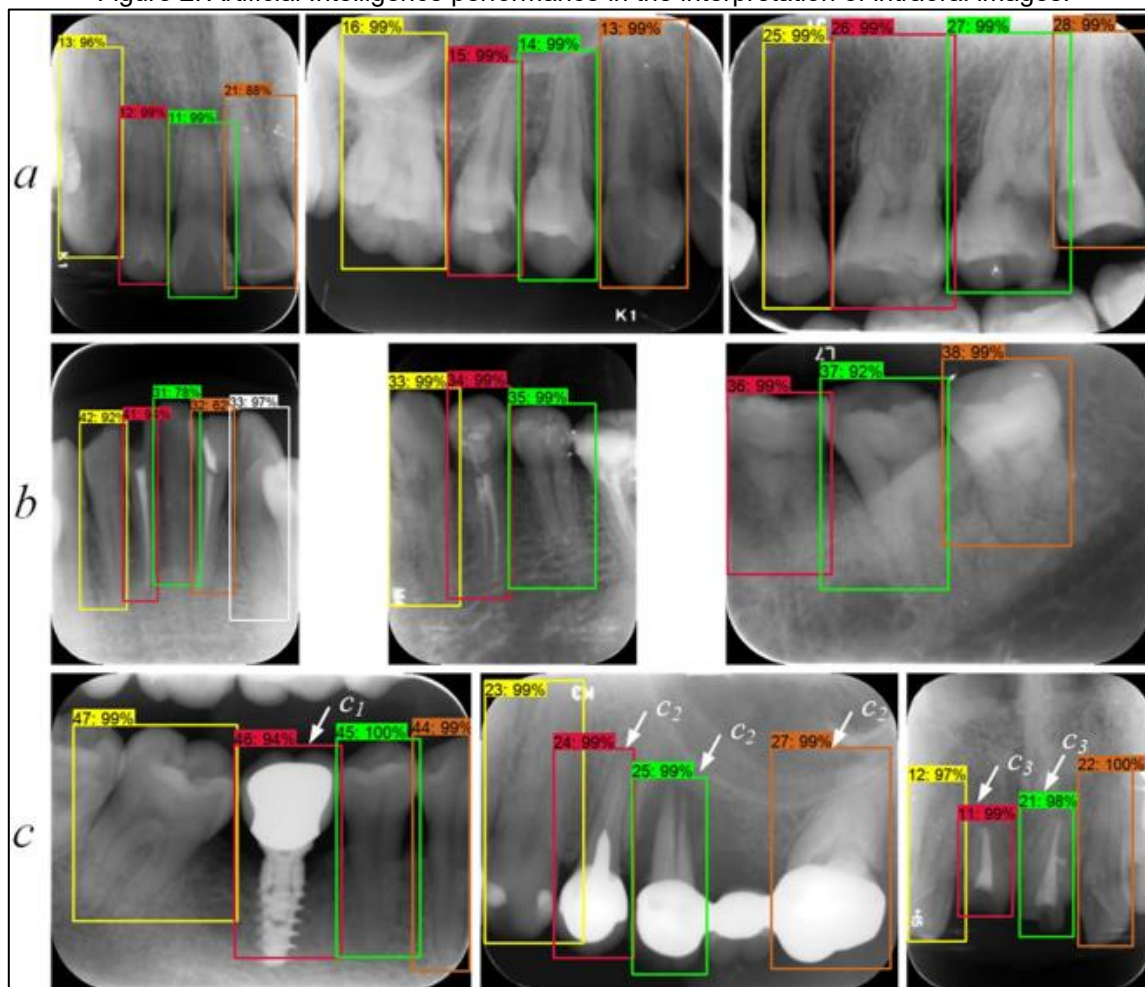 Figure 2. Artificial intelligence performance in the interpretation of intraoral images.
13: 96%
12: 99%
11: 99%
21: 88%
16: 99%
15: 99%
14: 99%
13: 99%
K1
25: 99%
26: 99%
27: 99%
28: 99%
a
42: 92%
31: 78%
33: 97%
33: 99%
34: 99%
35: 99%
L7
36: 99%
37: 92%
38: 99%
b
47: 99%
46: 94%
c1
45: 100%
44: 99%
23: 99%
K3
24: 99%
c2
25: 99%
c2
27: 99%
c2
12: 97%
11: 99%
c3
21: 98%
c3
22: 100%
c